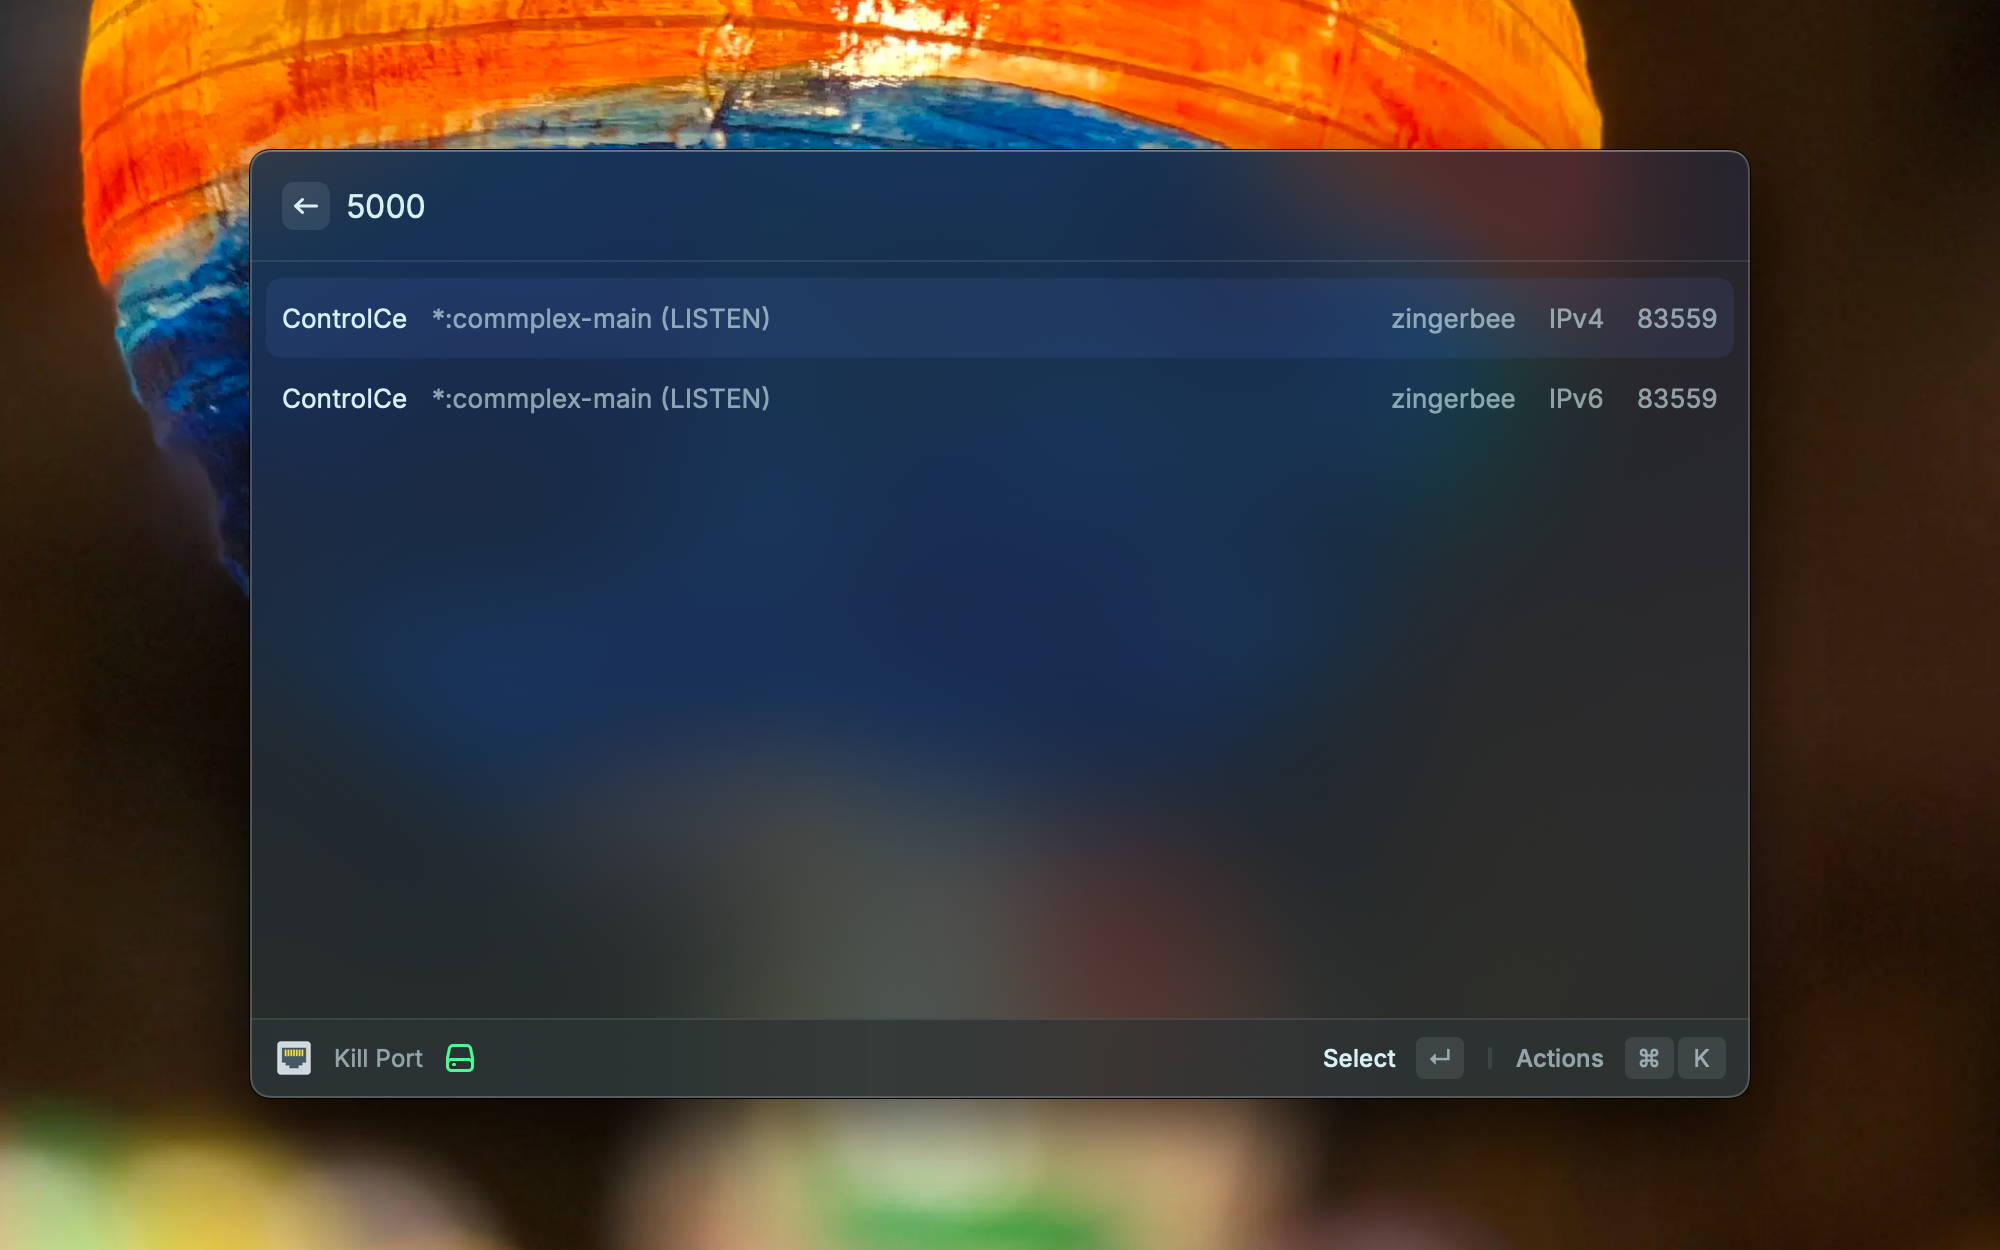 5000
ControlCe *:commplex-main (LISTEN) zingerbee IPv4 83559
ControlCe *:commplex-main (LISTEN) zingerbee IPv6 83559
Kill Port Select Actions ⌘ K